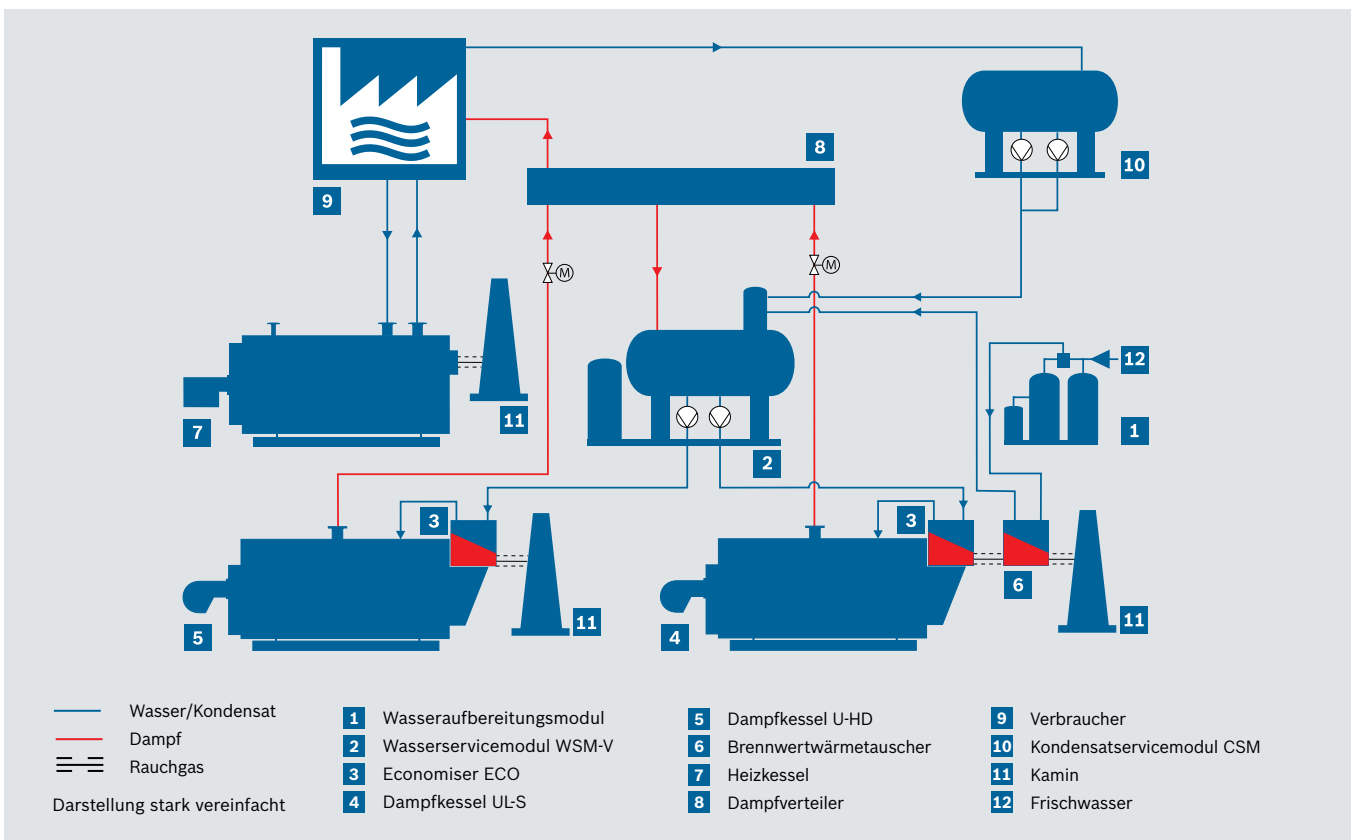 8
10
9
M
M
12
7
11
1
2
3
3
6
5
11
4
11
Wasser/Kondensat
Dampf
Rauchgas
Darstellung stark vereinfacht
1 Wasseraufbereitungsmodul
2 Wasserservicemodul WSM-V
3 Economiser ECO
4 Dampfkessel UL-S
5 Dampfkessel U-HD
6 Brennwertwärmetauscher
7 Heizkessel
8 Dampfverteiler
9 Verbraucher
10 Kondensatservicemodul CSM
11 Kamin
12 Frischwasser